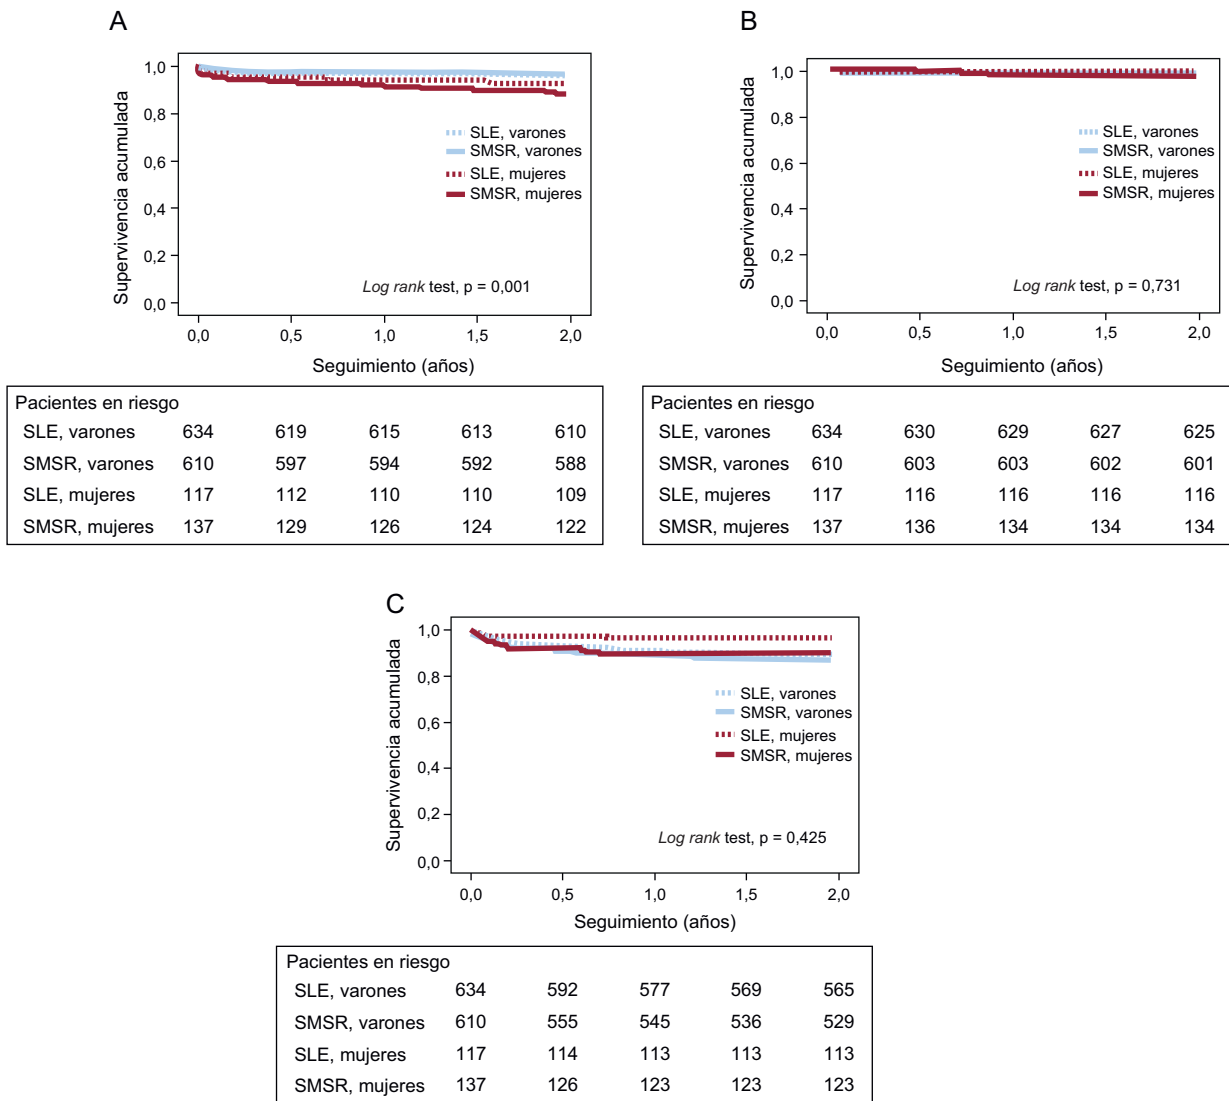 A
Supervivencia acumulada
1,0
0,8
0,6
0,4
0,2
0,0
SLE, varones
SMSR, varones
SLE, mujeres
SMSR, mujeres
Log rank test, p = 0,001
0,0 0,5 1,0 1,5 2,0
Seguimiento (años)
Pacientes en riesgo
SLE, varones 634 619 615 613 610
SMSR, varones 610 597 594 592 588
SLE, mujeres 117 112 110 110 109
SMSR, mujeres 137 129 126 124 122
B
Supervivencia acumulada
1,0
0,8
0,6
0,4
0,2
0,0
SLE, varones
SMSR, varones
SLE, mujeres
SMSR, mujeres
Log rank test, p = 0,731
0,0 0,5 1,0 1,5 2,0
Seguimiento (años)
Pacientes en riesgo
SLE, varones 634 630 629 627 625
SMSR, varones 610 603 603 602 601
SLE, mujeres 117 116 116 116 116
SMSR, mujeres 137 136 134 134 134
C
Supervivencia acumulada
1,0
0,8
0,6
0,4
0,2
0,0
SLE, varones
SMSR, varones
SLE, mujeres
SMSR, mujeres
Log rank test, p = 0,425
0,0 0,5 1,0 1,5 2,0
Seguimiento (años)
Pacientes en riesgo
SLE, varones 634 592 577 569 565
SMSR, varones 610 555 545 536 529
SLE, mujeres 117 114 113 113 113
SMSR, mujeres 137 126 123 123 123